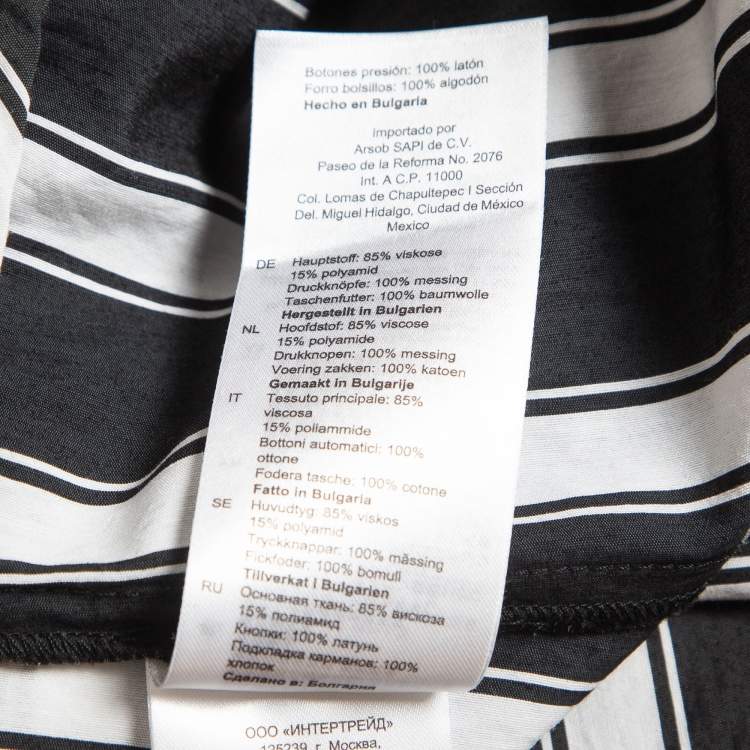 Botones presión: 100% latón
Forro bolsillos: 100% algodón
Hecho en Bulgaria
importado por
Arsob SAPI de C.V.
Paseo de la Reforma No. 2076
Int. A C.P. 11000
Col. Lomas de Chapultepec I Sección
Del. Miguel Hidalgo, Ciudad de México
Mexico
DE Hauptstoff: 85% viskose
15% polyamid
Druckknöpfe: 100% messing
Taschenfutter: 100% baumwolle
Hergestellt in Bulgarien
NL Hoofdstof: 85% viscose
15% polyamide
Drukknopen: 100% messing
Voering zakken: 100% katoen
Gemaakt in Bulgarije
IT Tessuto principale: 85%
viscosa
15% poliammide
Bottoni automatici: 100%
ottone
Fodera tasche: 100% cotone
Fatto in Bulgaria
SE Huvudtyg: 85% viskos
15% polyamid
Tryckknappar: 100% mässing
Fickfoder: 100% bomull
Tillverkat I Bulgarien
RU Основная ткань: 85% вискоза
15% полиамид
Кнопки: 100% латунь
Подкладка карманов: 100%
хлопок
Сделано в: Болгария
ООО «ИНТЕРТРЕЙД»
125239, г. Москва,